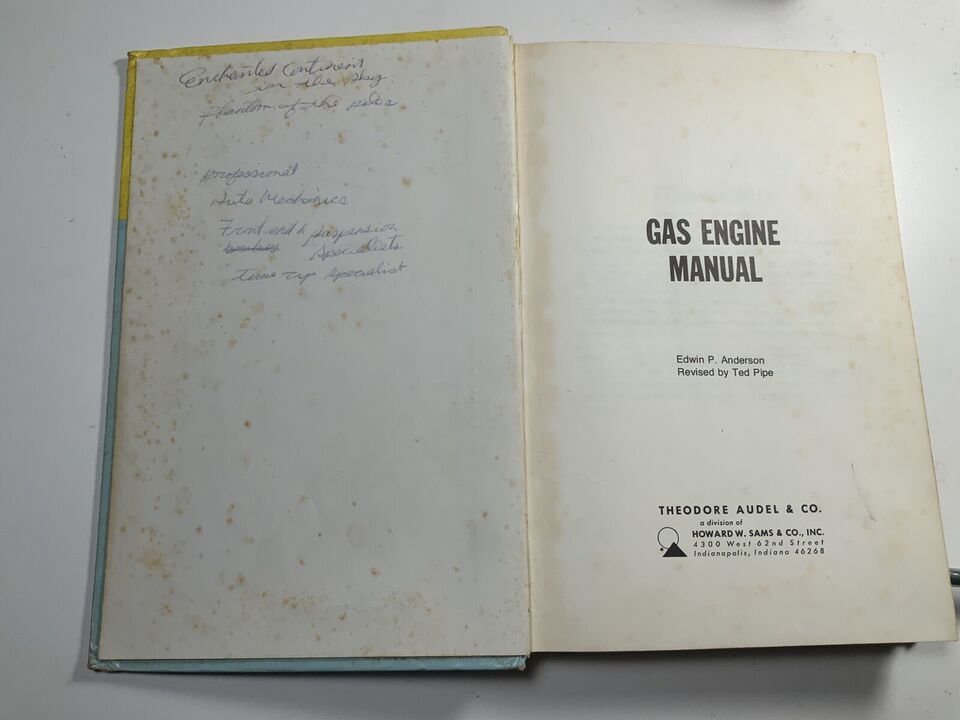 Enchanted Continent
in the sky
Phantom of the poles
professional
Auto Mechanics
Front end & suspension
brakes specialists
tune up specialist
GAS ENGINE
MANUAL
Edwin P. Anderson
Revised by Ted Pipe
THEODORE AUDEL & CO.
a division of
HOWARD W. SAMS & CO., INC.
4300 West 62nd Street
Indianapolis, Indiana 46268